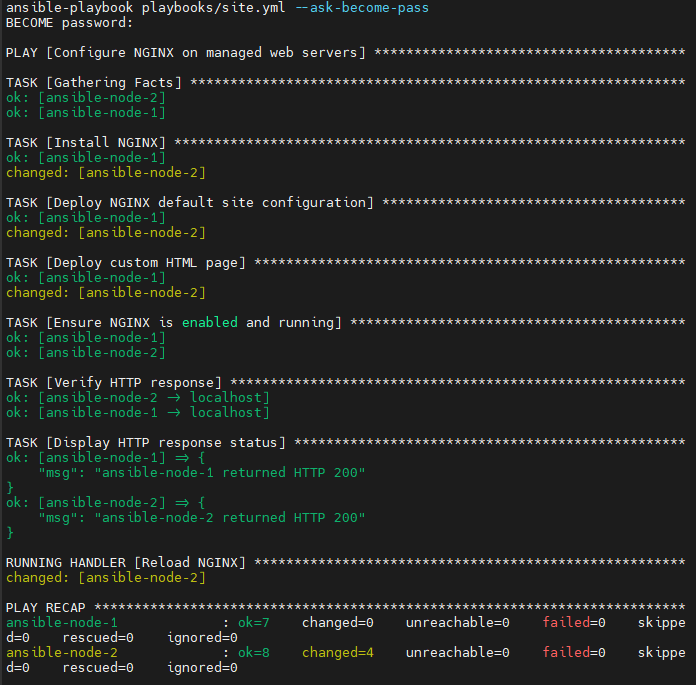 ansible-playbook playbooks/site.yml --ask-become-pass
BECOME password:
PLAY [Configure NGINX on managed web servers] ***************************************
TASK [Gathering Facts] **************************************************************
ok: [ansible-node-2]
ok: [ansible-node-1]
TASK [Install NGINX] ****************************************************************
ok: [ansible-node-1]
changed: [ansible-node-2]
TASK [Deploy NGINX default site configuration] **************************************
ok: [ansible-node-1]
changed: [ansible-node-2]
TASK [Deploy custom HTML page] ******************************************************
ok: [ansible-node-1]
changed: [ansible-node-2]
TASK [Ensure NGINX is enabled and running] ******************************************
ok: [ansible-node-1]
ok: [ansible-node-2]
TASK [Verify HTTP response] *********************************************************
ok: [ansible-node-2 -> localhost]
ok: [ansible-node-1 -> localhost]
TASK [Display HTTP response status] *************************************************
ok: [ansible-node-1] => {
    "msg": "ansible-node-1 returned HTTP 200"
}
ok: [ansible-node-2] => {
    "msg": "ansible-node-2 returned HTTP 200"
}
RUNNING HANDLER [Reload NGINX] ******************************************************
changed: [ansible-node-2]
PLAY RECAP **************************************************************************
ansible-node-1             : ok=7    changed=0    unreachable=0    failed=0    skippe
d=0    rescued=0    ignored=0
ansible-node-2             : ok=8    changed=4    unreachable=0    failed=0    skippe
d=0    rescued=0    ignored=0